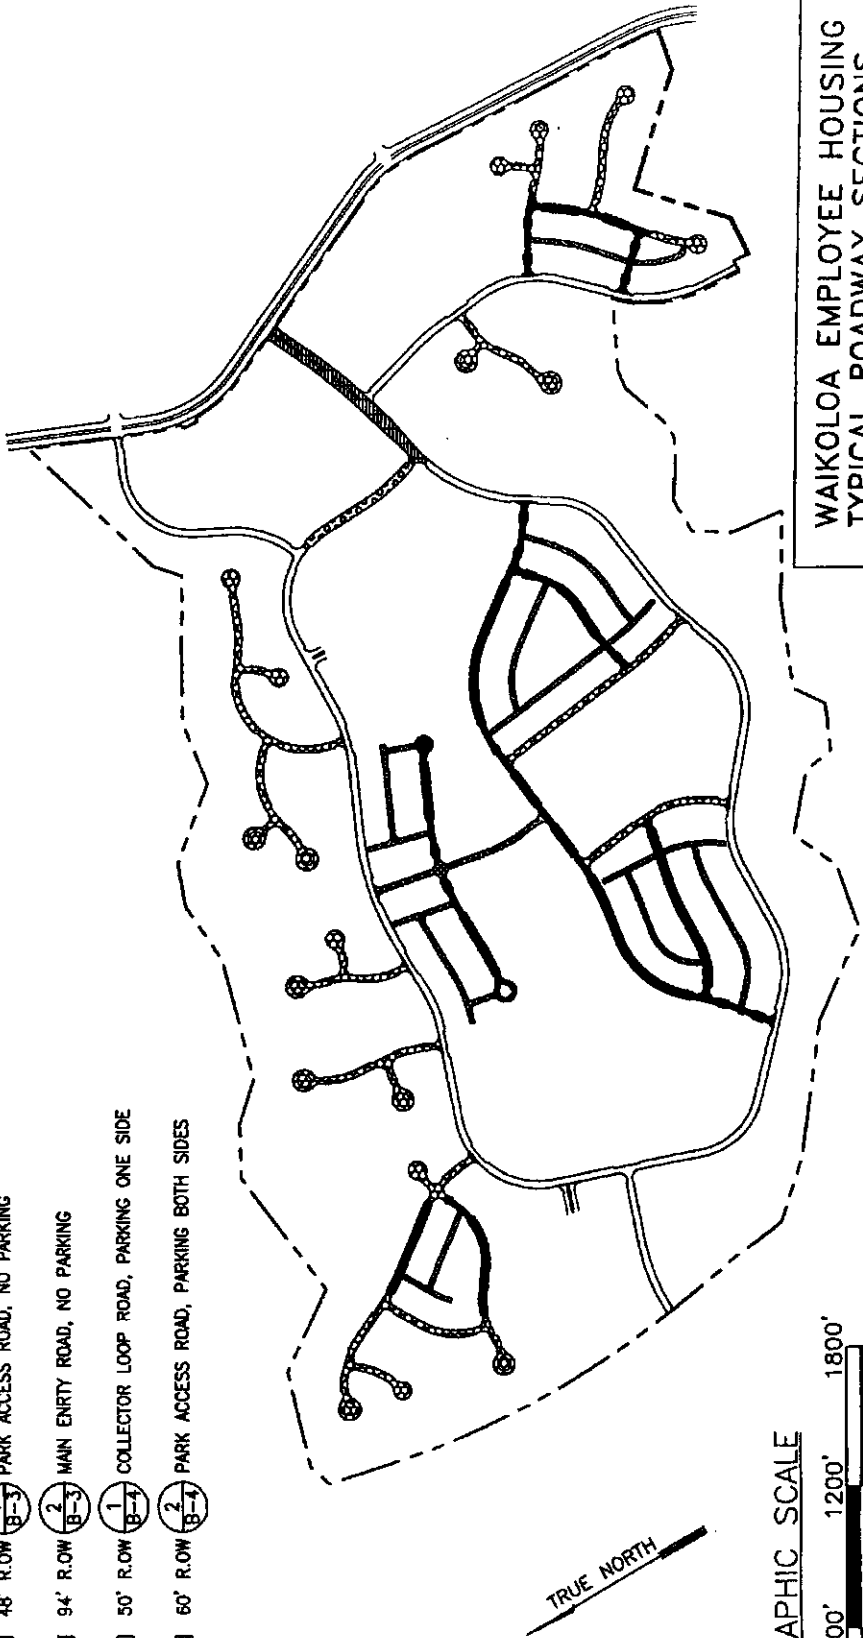 48' R.OW B-3 PARK ACCESS ROAD, NO PARKING
94' R.OW 2 B-3 MAIN ENRTY ROAD, NO PARKING
50' R.OW 1 B-4 COLLECTOR LOOP ROAD, PARKING ONE SIDE
60' R.OW 2 B-4 PARK ACCESS ROAD, PARKING BOTH SIDES
TRUE NORTH
APHIC SCALE
00' 1200' 1800'
WAIKOLOA EMPLOYEE HOUSING
TYPICAL ROADWAY SECTIONS